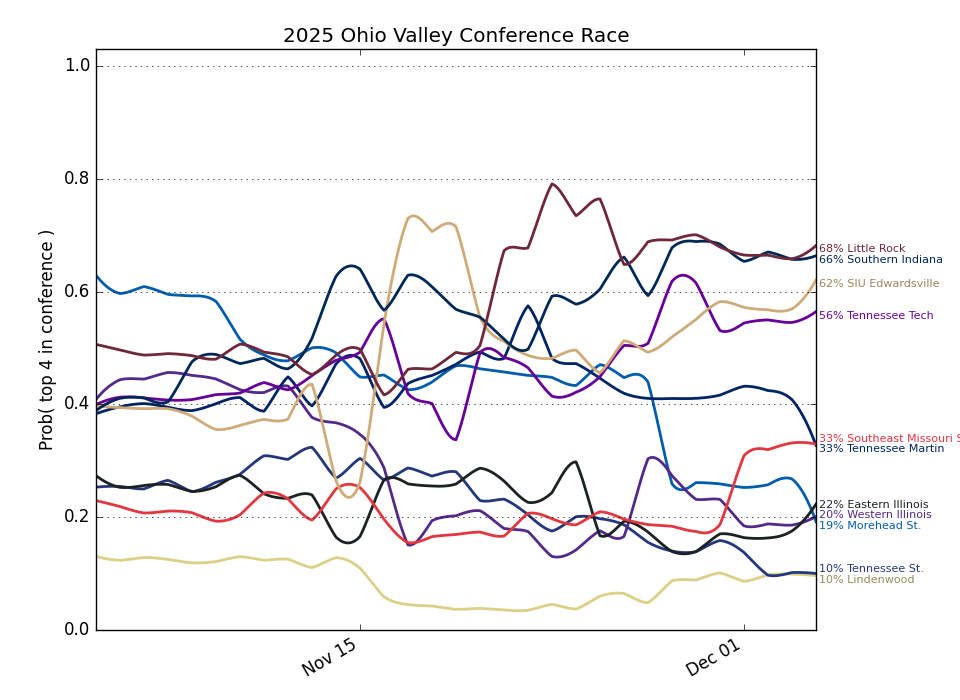 2025 Ohio Valley Conference Race
Prob( top 4 in conference )
1.0
0.8
0.6
0.4
0.2
0.0
Nov 15
Dec 01
68% Little Rock
66% Southern Indiana
62% SIU Edwardsville
56% Tennessee Tech
33% Southeast Missouri S
33% Tennessee Martin
22% Eastern Illinois
20% Western Illinois
19% Morehead St.
10% Tennessee St.
10% Lindenwood